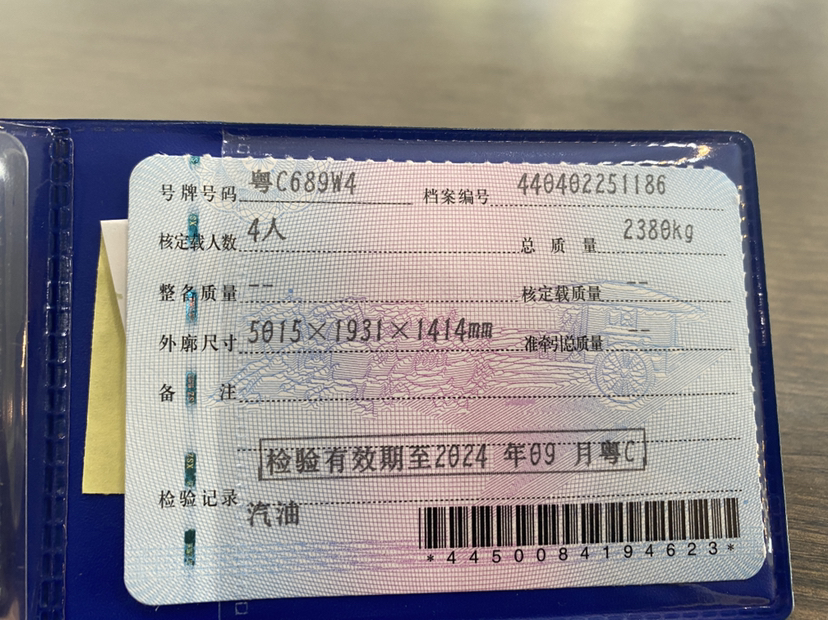 号牌号码 粤C689W4 档案编号 440402251186
核定载人数 4人 总质量 2380kg
整备质量 -- 核定载质量 --
外廓尺寸 5015×1931×1414mm 准牵引总质量 --
备注
检验有效期至2024 年09 月粤C
检验记录
汽油
*4450084194623*